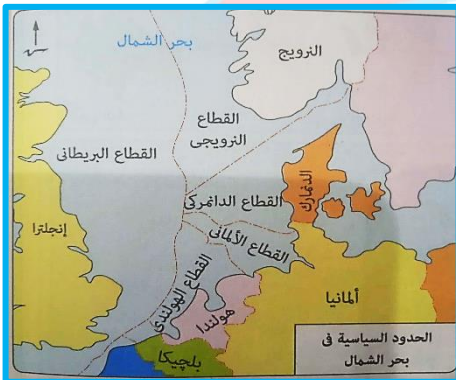 بحر الشمال
النرويج
القطاع
النرويجى
القطاع البريطانى
الدنمارك
القطاع الدانمركى
إنجلترا
القطاع الألمانى
القطاع الهولندى
هولندا
ألمانيا
بلچيكا
الحدود السياسية فى
بحر الشمال